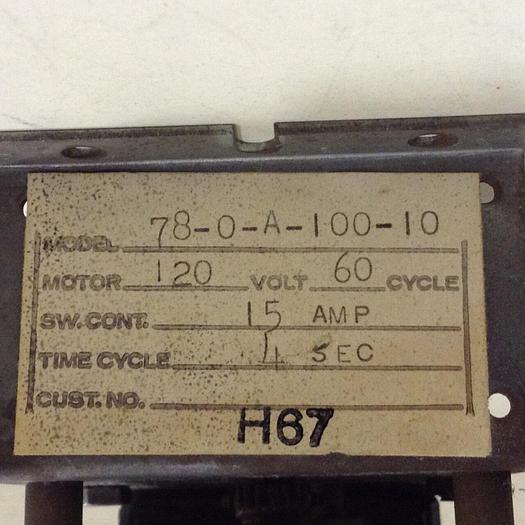 MODEL 78-0-A-100-10
MOTOR 120 VOLT 60 CYCLE
SW. CONT. 15 AMP
TIME CYCLE 4 SEC
CUST. NO.
H67